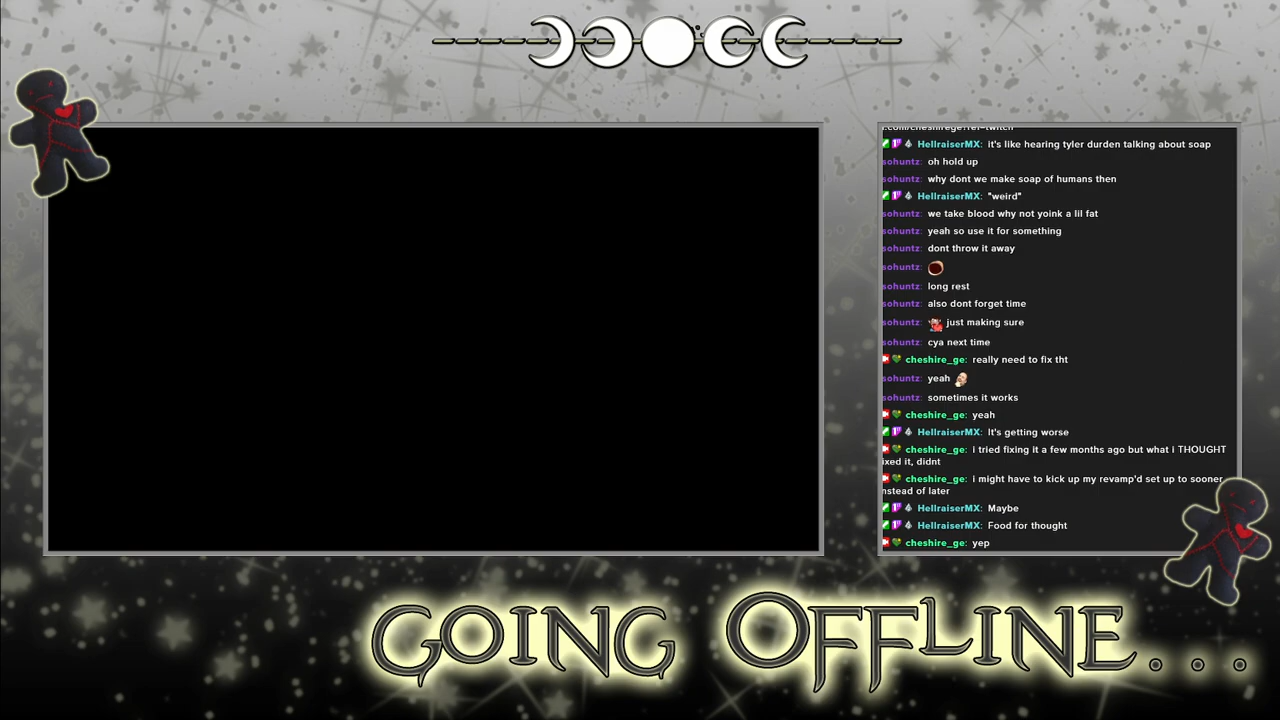 r.com/cheshirege?ref=twitch
HellraiserMX: it's like hearing tyler durden talking about soap
sohuntz: oh hold up
sohuntz: why dont we make soap of humans then
HellraiserMX: "weird"
sohuntz: we take blood why not yoink a lil fat
sohuntz: yeah so use it for something
sohuntz: dont throw it away
sohuntz:
sohuntz: long rest
sohuntz: also dont forget time
sohuntz: just making sure
sohuntz: cya next time
cheshire_ge: really need to fix tht
sohuntz: yeah
sohuntz: sometimes it works
cheshire_ge: yeah
HellraiserMX: It's getting worse
cheshire_ge: i tried fixing it a few months ago but what i THOUGHT
ixed it, didnt
cheshire_ge: i might have to kick up my revamp'd set up to sooner
nstead of later
HellraiserMX: Maybe
HellraiserMX: Food for thought
cheshire_ge: yep
GOING OFFLINE...